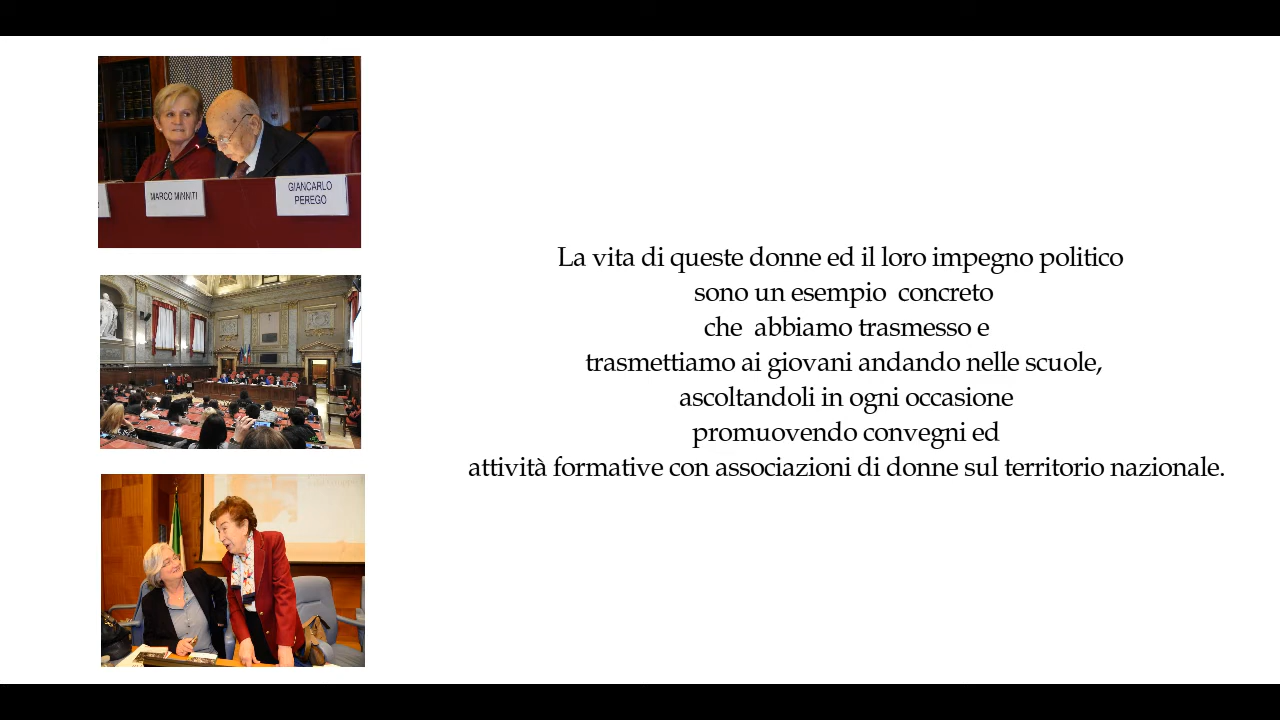 MARCO MINNITI
GIANCARLO
PEREGO
La vita di queste donne ed il loro impegno politico
sono un esempio  concreto
che  abbiamo trasmesso e
trasmettiamo ai giovani andando nelle scuole,
ascoltandoli in ogni occasione
promuovendo convegni ed
attività formative con associazioni di donne sul territorio nazionale.